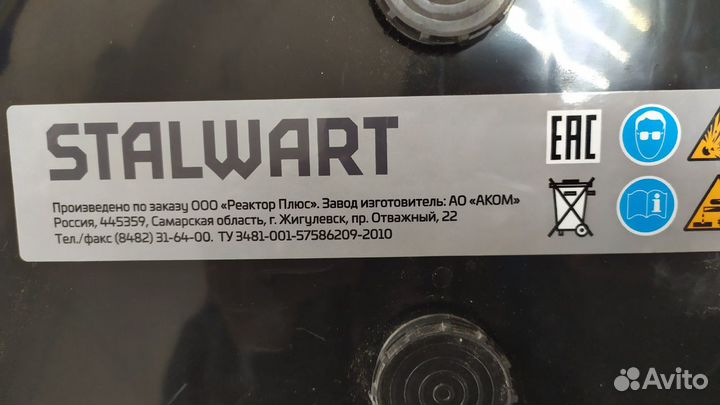 STALWART
Произведено по заказу ООО «Реактор Плюс». Завод изготовитель: АО «АКОМ»
Россия, 445359, Самарская область, г. Жигулевск, пр. Отважный, 22
Тел./факс (8482) 31-64-00. ТУ 3481-001-57586209-2010
EAC
Avito